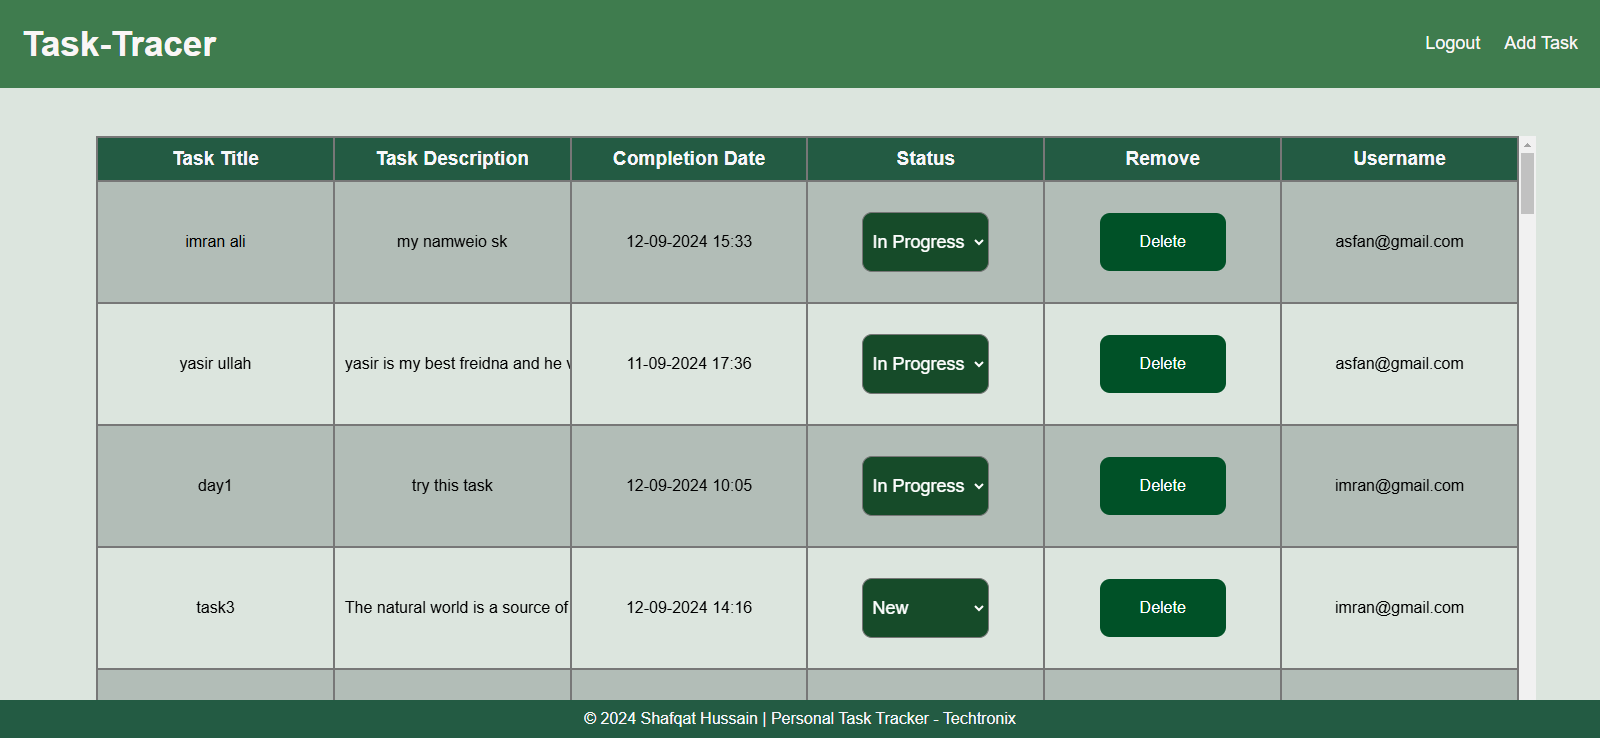 Task-Tracer
Logout Add Task
Task Title Task Description Completion Date Status Remove Username
imran ali my namweio sk 12-09-2024 15:33 In Progress Delete asfan@gmail.com
yasir ullah yasir is my best freidna and he 11-09-2024 17:36 In Progress Delete asfan@gmail.com
day1 try this task 12-09-2024 10:05 In Progress Delete imran@gmail.com
task3 The natural world is a source of 12-09-2024 14:16 New Delete imran@gmail.com
© 2024 Shafqat Hussain | Personal Task Tracker - Techtronix